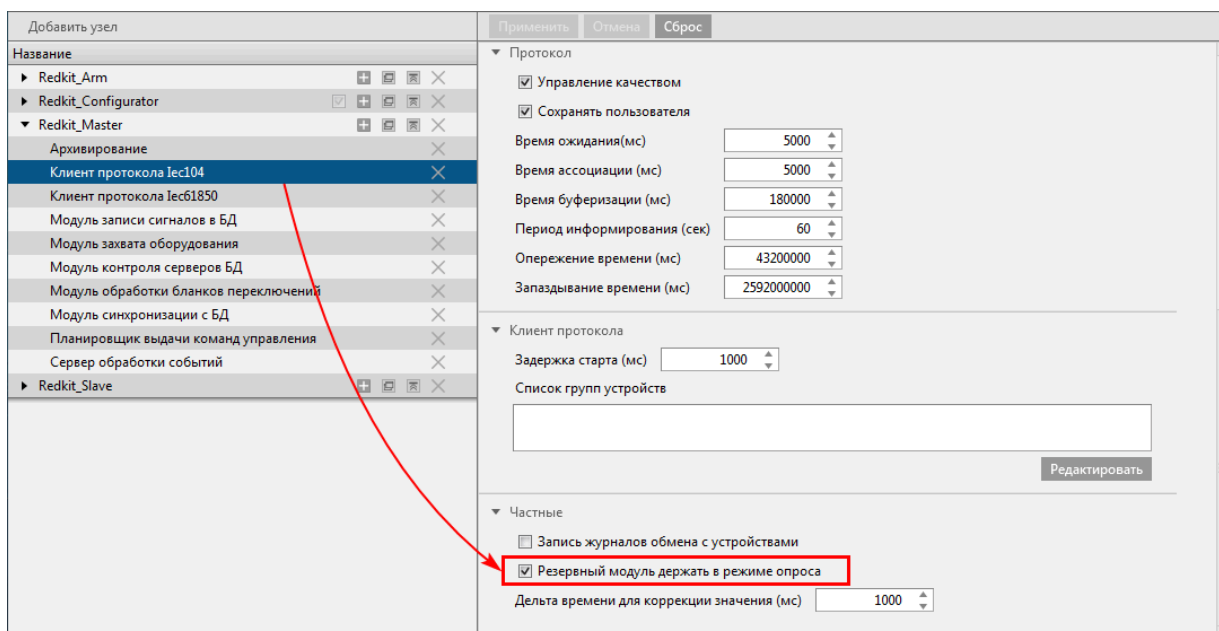 Добавить узел
Название
Redkit_Arm
Redkit_Configurator
Redkit_Master
Архивирование
Клиент протокола Iec104
Клиент протокола Iec61850
Модуль записи сигналов в БД
Модуль захвата оборудования
Модуль контроля серверов БД
Модуль обработки бланков переключений
Модуль синхронизации с БД
Планировщик выдачи команд управления
Сервер обработки событий
Redkit_Slave
Применить Отмена Сброс
Протокол
Управление качеством
Сохранять пользователя
Время ожидания(мс) 5000
Время ассоциации (мс) 5000
Время буферизации (мс) 180000
Период информирования (сек) 60
Опережение времени (мс) 43200000
Запаздывание времени (мс) 2592000000
Клиент протокола
Задержка старта (мс) 1000
Список групп устройств
Редактировать
Частные
Запись журналов обмена с устройствами
Резервный модуль держать в режиме опроса
Дельта времени для коррекции значения (мс) 1000